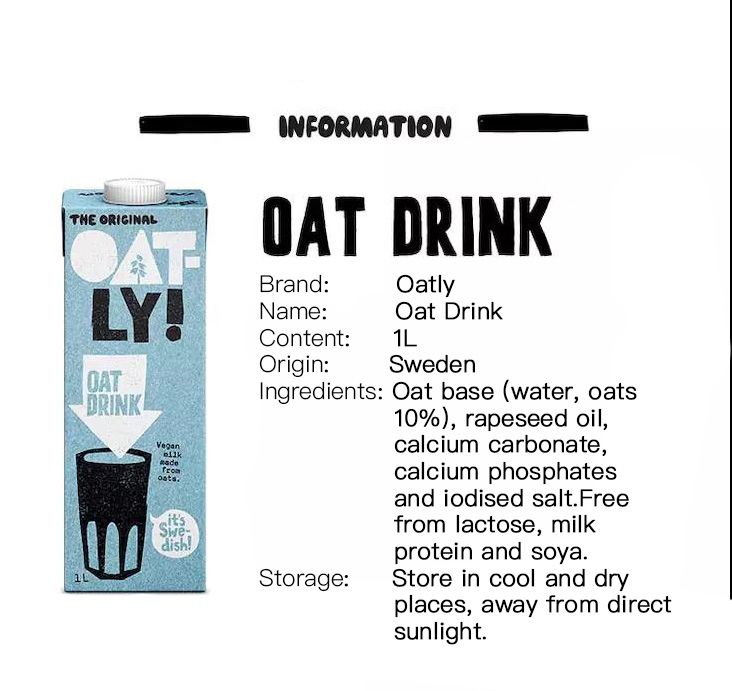 INFORMATION
THE ORIGINAL
OAT-
LY!
OAT
DRINK
Vegan
milk
made
from
oats.
it's
Swe-
dish!
1L
OAT DRINK
Brand: Oatly
Name: Oat Drink
Content: 1L
Origin: Sweden
Ingredients: Oat base (water, oats
10%), rapeseed oil,
calcium carbonate,
calcium phosphates
and iodised salt.Free
from lactose, milk
protein and soya.
Storage: Store in cool and dry
places, away from direct
sunlight.